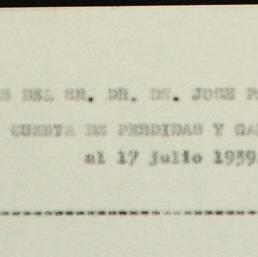 S DEL SR. DR. DN. JOSE
CUENTA DE PERDIDAS Y GA
al 17 julio 1939